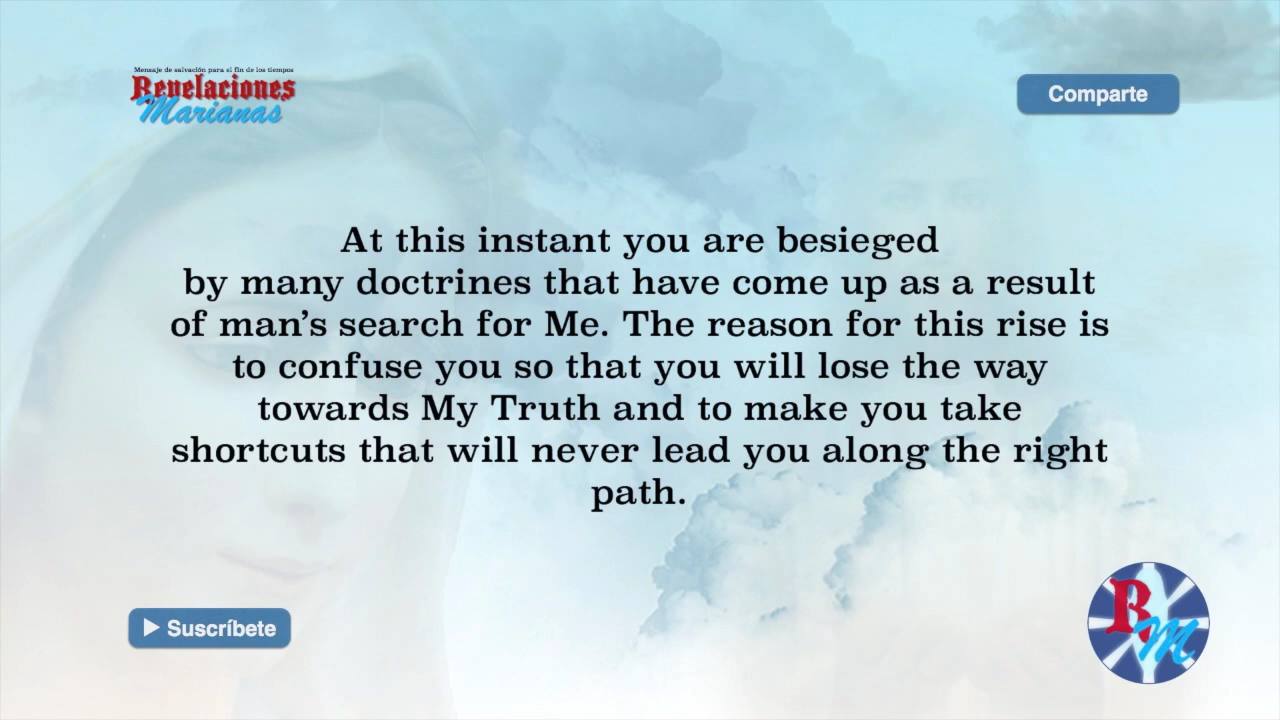 Mensaje de salvación para el fin de los tiempos
Revelaciones
Marianas
Comparte
At this instant you are besieged
by many doctrines that have come up as a result
of man’s search for Me. The reason for this rise is
to confuse you so that you will lose the way
towards My Truth and to make you take
shortcuts that will never lead you along the right
path.
Suscríbete
RM